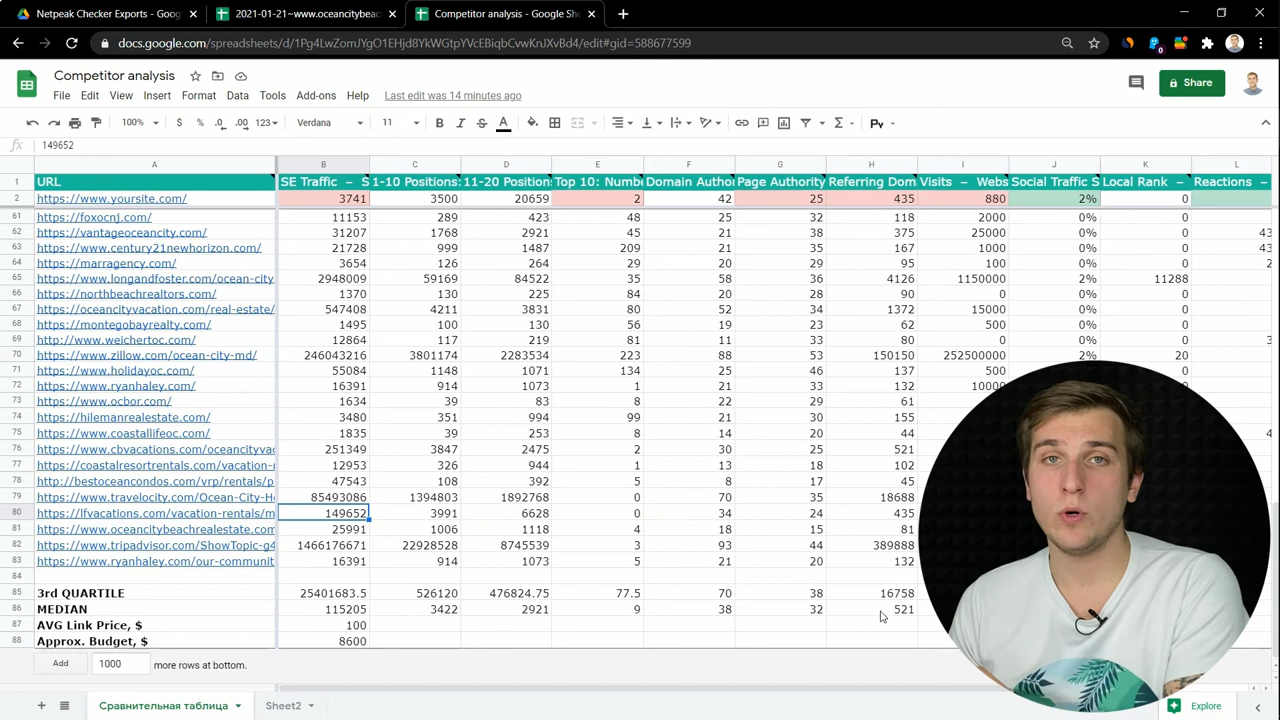 Netpeak Checker Exports - Goog
2021-01-21~www.oceancitybeac
Competitor analysis - Google She
docs.google.com/spreadsheets/d/1Pg4LwZomJYgO1EHjd8YkWGtpYVcEBiqbCvwKnJXvBd4/edit#gid=588677599
Competitor analysis
File Edit View Insert Format Data Tools Add-ons Help Last edit was 14 minutes ago
Share
100% $ % .0 .00 123 Verdana 11 B I S A
149652
A B C D E F G H I J K L
1 URL SE Traffic – S 1-10 Positions: 11-20 Position Top 10: Numbe Domain Author Page Authority Referring Dom Visits – Webs Social Traffic S Local Rank – Reactions –
2 https://www.yoursite.com/ 3741 3500 20659 2 42 25 435 880 2% 0
61 https://foxocnj.com/ 11153 289 423 48 25 32 118 2000 0% 0
62 https://vantageoceancity.com/ 31207 1768 2921 45 21 38 375 25000 0% 0 43
63 https://www.century21newhorizon.com/ 21728 999 1487 209 21 35 167 1000 0% 0 43
64 https://marragency.com/ 3654 126 264 29 20 29 95 100 0% 0 2
65 https://www.longandfoster.com/ocean-city 2948009 59169 84522 35 58 36 4126 1150000 2% 11288
66 https://northbeachrealtors.com/ 1370 130 225 84 20 28 90 0 0% 0
67 https://oceancityvacation.com/real-estate/ 547408 4211 3831 80 52 34 1372 15000 0% 0
68 https://montegobayrealty.com/ 1495 100 130 56 19 23 62 500 0% 0
69 http://www.weichertoc.com/ 12864 117 219 81 11 33 80 0 0% 0 3
70 https://www.zillow.com/ocean-city-md/ 246043216 3801174 2283534 223 88 53 150150 252500000 2% 20
71 https://www.holidayoc.com/ 55084 1148 1071 134 25 46 137 500
72 https://www.ryanhaley.com/ 16391 914 1073 1 21 33 132 10000
73 https://www.ocbor.com/ 1634 39 83 8 22 29 61
74 https://hilemanrealestate.com/ 3480 351 994 99 21 30 155
75 https://www.coastallifeoc.com/ 1835 39 253 8 14 20 44
76 https://www.cbvacations.com/oceancityvac 251349 3847 2475 2 30 25 521
77 https://coastalresortrentals.com/vacation-r 12953 326 944 1 13 18 102
78 http://bestoceancondos.com/vrp/rentals/p 47543 108 392 5 8 17 45
79 https://www.travelocity.com/Ocean-City-Ho 85493086 1394803 1892768 0 70 35 18688
80 https://lfvacations.com/vacation-rentals/m 149652 3991 6628 0 34 24 435
81 https://www.oceancitybeachrealestate.com 25991 1006 1118 4 18 15 81
82 https://www.tripadvisor.com/ShowTopic-g4 1466176671 22928528 8745539 3 93 44 389888
83 https://www.ryanhaley.com/our-communit 16391 914 1073 5 21 20 132
84
85 3rd QUARTILE 25401683.5 526120 476824.75 77.5 70 38 16758
86 MEDIAN 115205 3422 2921 9 38 32 521
87 AVG Link Price, $ 100
88 Approx. Budget, $ 8600
Add 1000 more rows at bottom.
Сравнительная таблица Sheet2 Explore